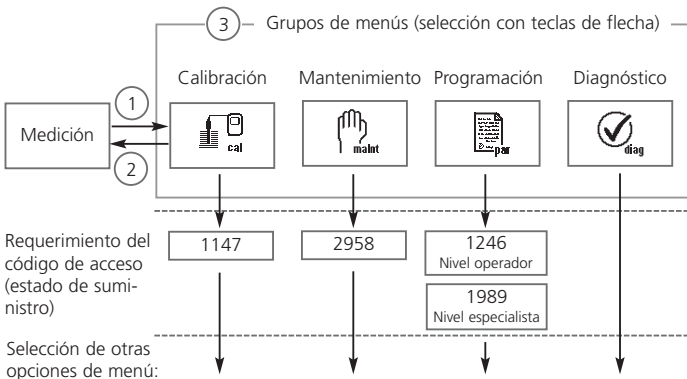 3 Grupos de menús (selección con teclas de flecha)
Calibración Mantenimiento Programación Diagnóstico
Medición
1
2
cal
maint
par
diag
Requerimiento del
código de acceso
(estado de sumi-
nistro)
1147
2958
1246
Nivel operador
1989
Nivel especialista
Selección de otras
opciones de menú: